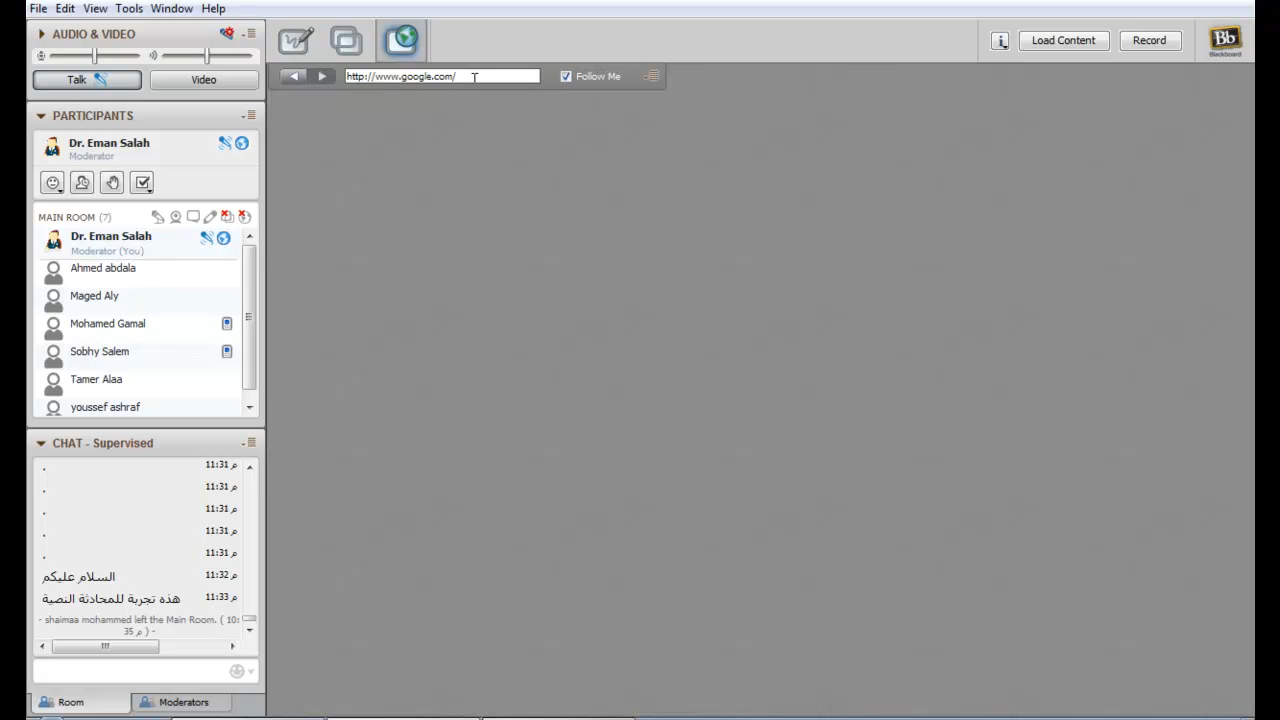 File Edit View Tools Window Help
AUDIO & VIDEO
Talk
Video
PARTICIPANTS
Dr. Eman Salah
Moderator
MAIN ROOM (7)
Dr. Eman Salah
Moderator (You)
Ahmed abdala
Maged Aly
Mohamed Gamal
Sobhy Salem
Tamer Alaa
youssef ashraf
CHAT - Supervised
. 11:31 م
. 11:31 م
. 11:31 م
. 11:31 م
. 11:31 م
السلام عليكم 11:32 م
هذه تجربة للمحادثة النصية 11:33 م
- shaimaa mohammed left the Main Room. ( 10:
35 م ) -
Room
Moderators
http://www.google.com/
Follow Me
Load Content
Record
Bb
Blackboard